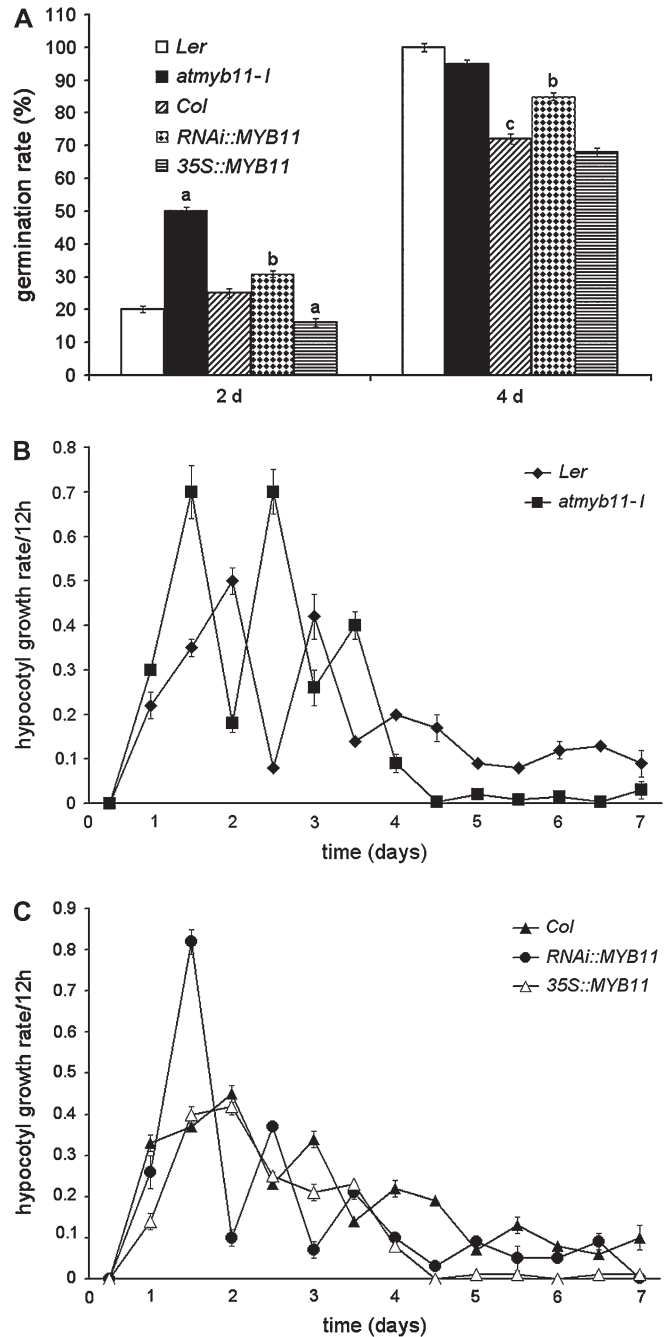 A
110
100
90
80
70
60
50
40
30
20
10
0
germination rate (%)
Ler
atmyb11-I
Col
RNAi::MYB11
35S::MYB11
a
b
a
c
b
2 d
4 d
B
0.8
0.7
0.6
0.5
0.4
0.3
0.2
0.1
0
hypocotyl growth rate/12h
Ler
atmyb11-I
0 1 2 3 4 5 6 7
time (days)
C
0.9
0.8
0.7
0.6
0.5
0.4
0.3
0.2
0.1
0
hypocotyl growth rate/12h
Col
RNAi::MYB11
35S::MYB11
0 1 2 3 4 5 6 7
time (days)